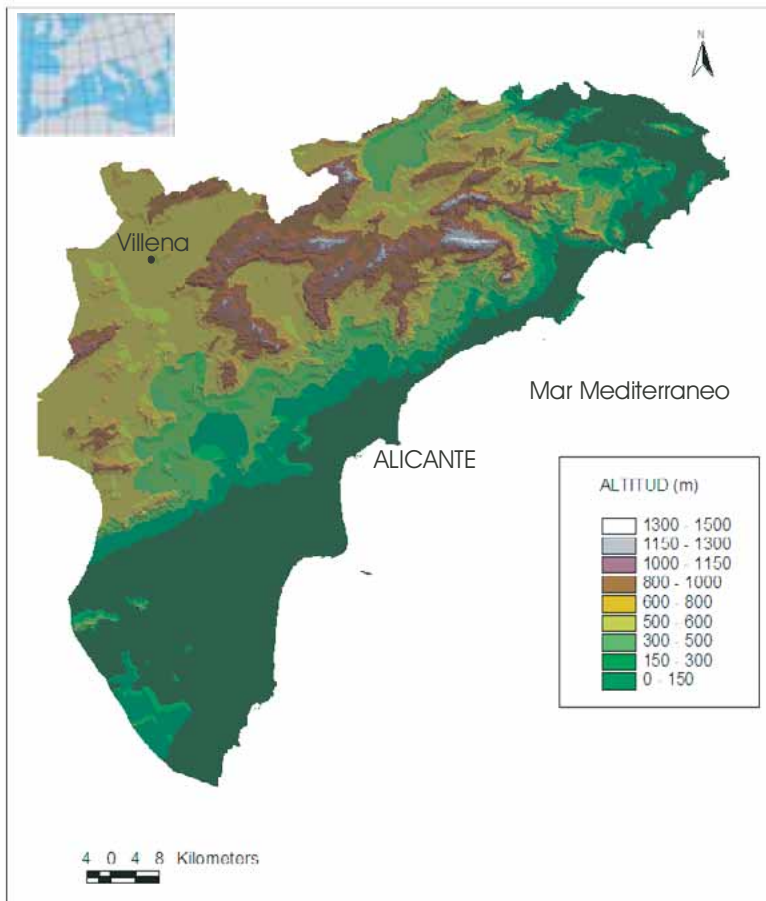 N
Villena
Mar Mediterraneo
ALICANTE
ALTITUD (m)
1300 - 1500
1150 - 1300
1000 - 1150
800 - 1000
600 - 800
500 - 600
300 - 500
150 - 300
0 - 150
4 0 4 8 Kilometers